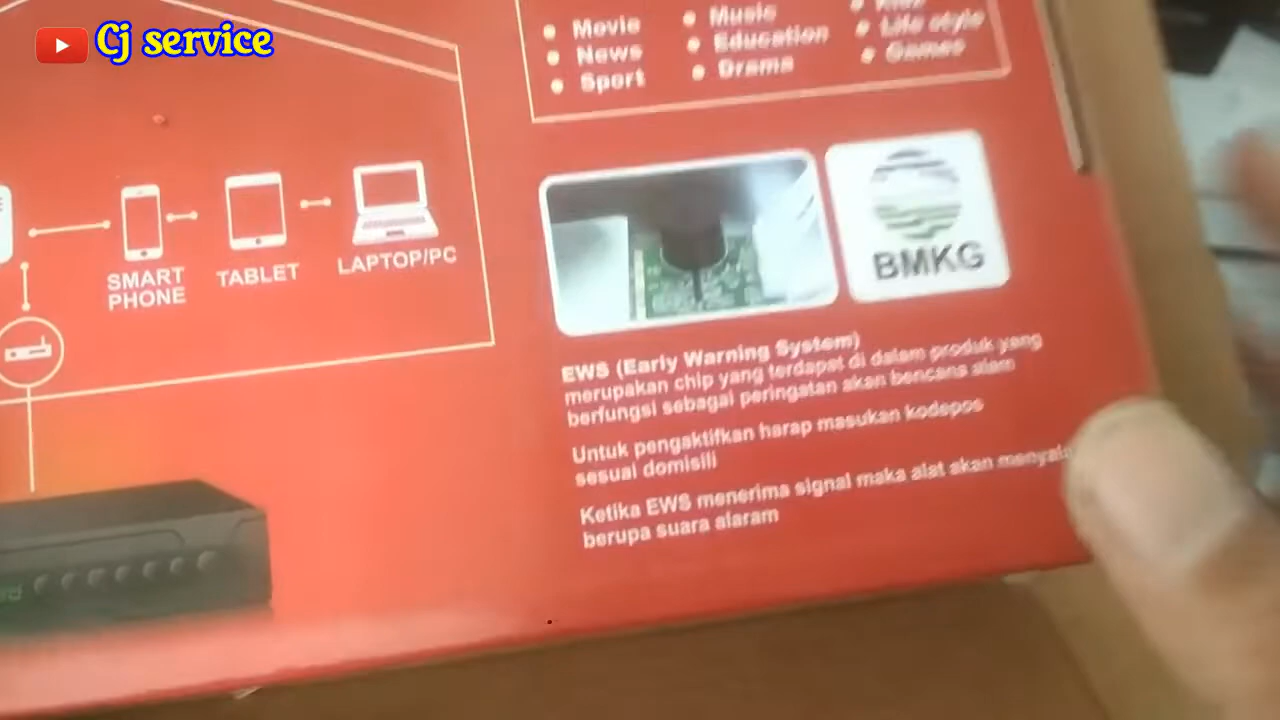 Cj service
Movie
News
Sport
Music
Education
Drama
Life style
Games
SMART
PHONE
TABLET
LAPTOP/PC
BMKG
EWS (Early Warning System)
merupakan chip yang terdapat di dalam produk yang
berfungsi sebagai peringatan akan bencana alam
Untuk pengaktifkan harap masukan kodepos
sesuai domisili
Ketika EWS menerima signal maka alat akan menyala
berupa suara alaram